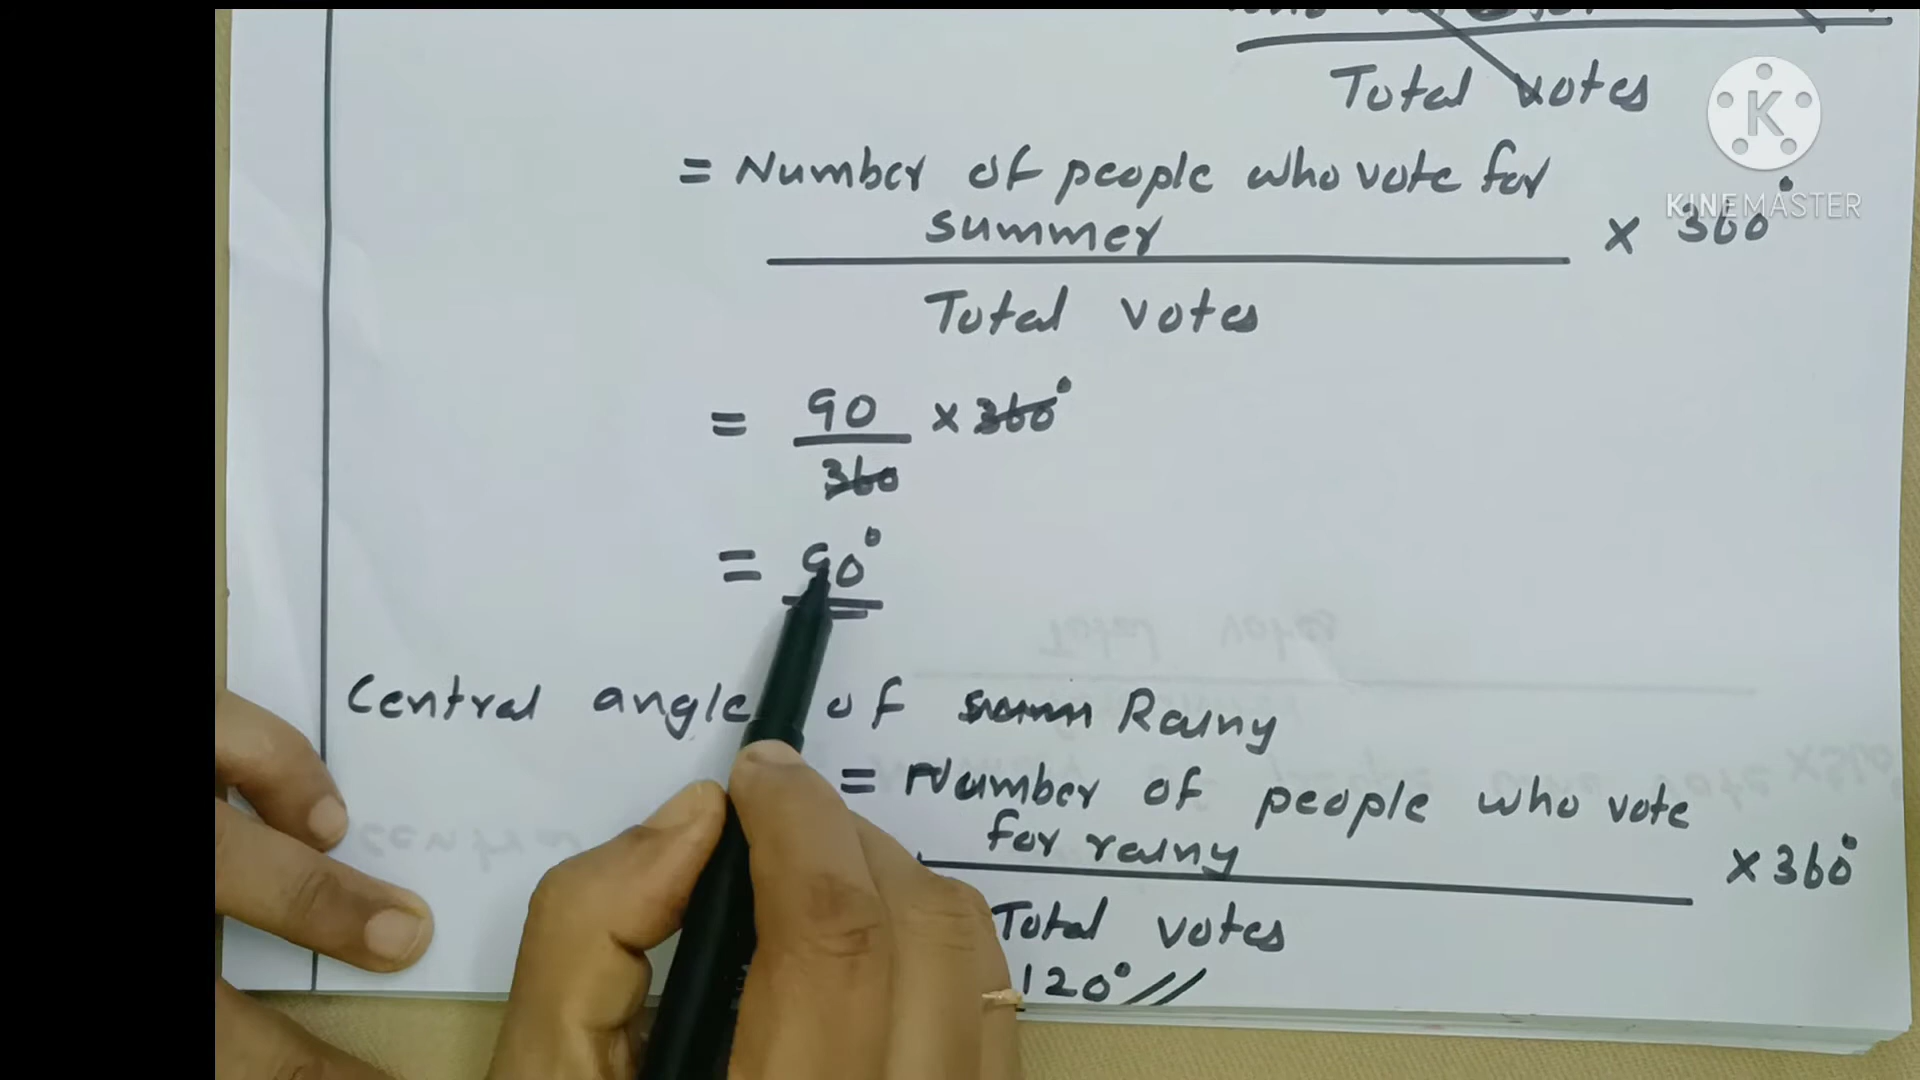 Total votes
K
KINEMASTER
= Number of people who vote for
summer
× 360°
Total votes
= 90 × 360°
360
= 90°
Central angle of Rainy
= Number of people who vote
for rainy
× 360°
Total votes
120°//